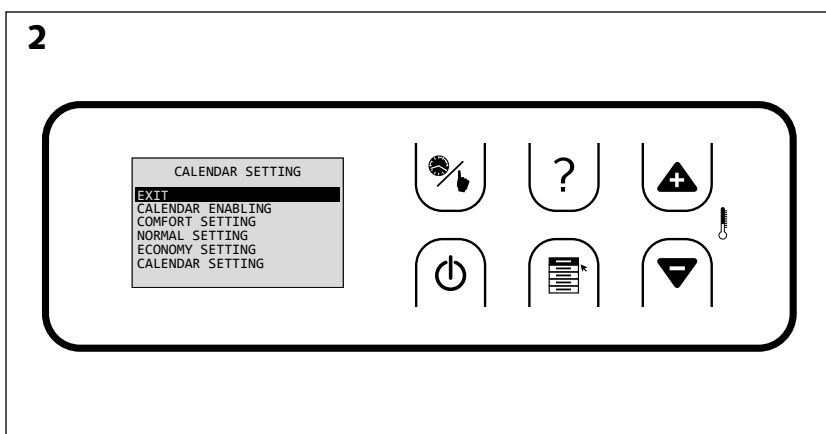 2
CALENDAR SETTING
EXIT
CALENDAR ENABLING
COMFORT SETTING
NORMAL SETTING
ECONOMY SETTING
CALENDAR SETTING
?
+
-